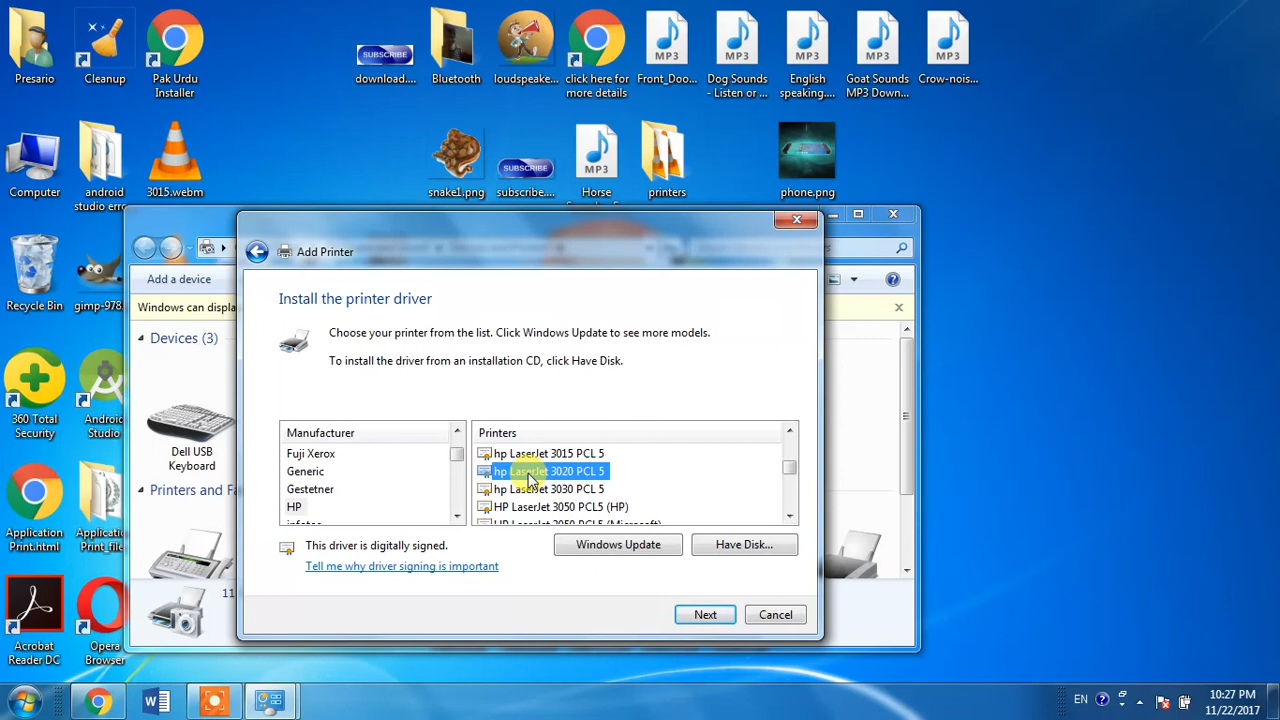 Presario
Cleanup
Pak Urdu
Installer
SUBSCRIBE
download....
Bluetooth
loudspeake...
click here for
more details
MP3
Front_Doo...
MP3
Dog Sounds
- Listen or ...
MP3
English
speaking....
MP3
Goat Sounds
MP3 Down...
MP3
Crow-nois...
Computer
android
studio erro
3015.webm
snake1.png
SUBSCRIBE
subscribe....
MP3
Horse
printers
phone.png
Recycle Bin
gimp-978
Add a device
Windows can displa
Devices (3)
Dell USB
Keyboard
Printers and Fa
11
360 Total
Security
Android
Studio
Application
Print.html
Application
Print_file
Acrobat
Reader DC
Opera
Browser
Add Printer
Install the printer driver
Choose your printer from the list. Click Windows Update to see more models.
To install the driver from an installation CD, click Have Disk.
Manufacturer
Fuji Xerox
Generic
Gestetner
HP
infotec
Printers
hp LaserJet 3015 PCL 5
hp LaserJet 3020 PCL 5
hp LaserJet 3030 PCL 5
HP LaserJet 3050 PCL5 (HP)
HP LaserJet 3050 PCL5 (Microsoft)
This driver is digitally signed.
Tell me why driver signing is important
Windows Update
Have Disk...
Next
Cancel
EN
10:27 PM
11/22/2017